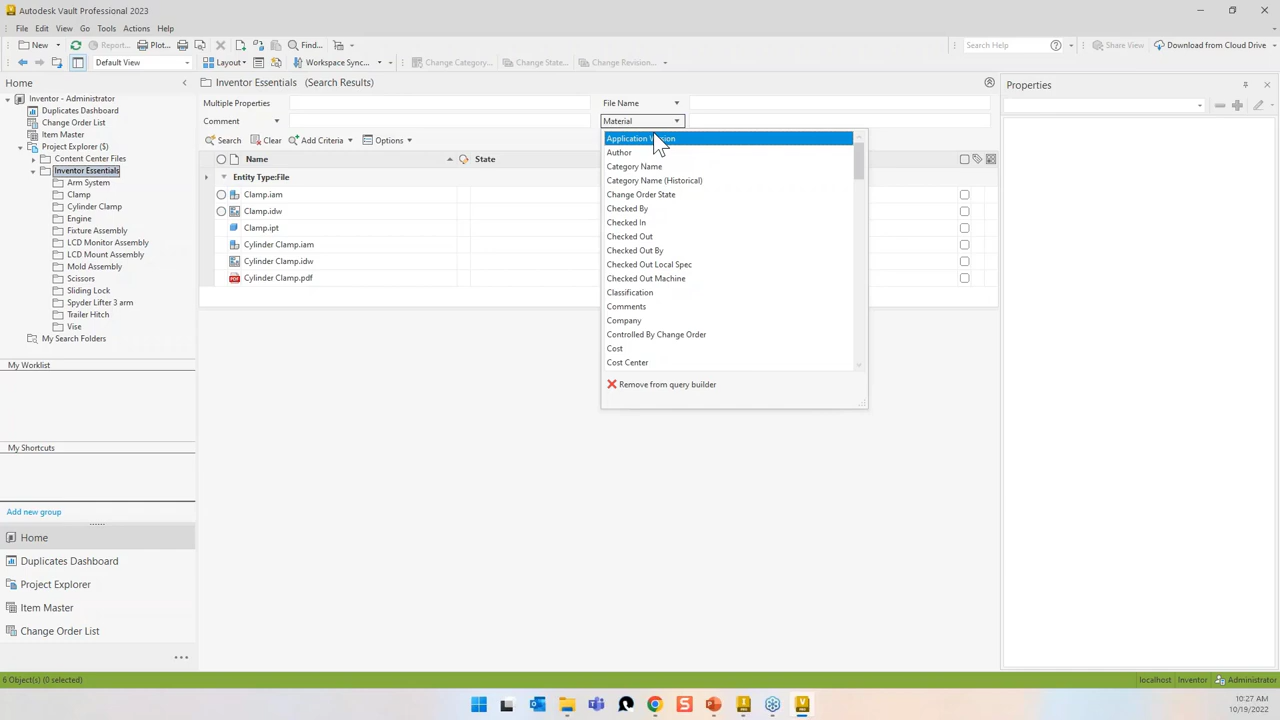 Autodesk Vault Professional 2023
File Edit View Go Tools Actions Help
New Report... Plot... Find... Search Help Share View Download from Cloud Drive
Default View Layout Workspace Sync... Change Category... Change State... Change Revision...
Home
Inventor - Administrator
Duplicates Dashboard
Change Order List
Item Master
Project Explorer ($)
Content Center Files
Inventor Essentials
Arm System
Clamp
Cylinder Clamp
Engine
Fixture Assembly
LCD Monitor Assembly
LCD Mount Assembly
Mold Assembly
Scissors
Sliding Lock
Spyder Lifter 3 arm
Trailer Hitch
Vise
My Search Folders
My Worklist
My Shortcuts
Add new group
Home
Duplicates Dashboard
Project Explorer
Item Master
Change Order List
Inventor Essentials (Search Results)
Multiple Properties File Name
Comment Material
Search Clear Add Criteria Options
Name State
Entity Type:File
Clamp.iam
Clamp.idw
Clamp.ipt
Cylinder Clamp.iam
Cylinder Clamp.idw
PDF Cylinder Clamp.pdf
Application Version
Author
Category Name
Category Name (Historical)
Change Order State
Checked By
Checked In
Checked Out
Checked Out By
Checked Out Local Spec
Checked Out Machine
Classification
Comments
Company
Controlled By Change Order
Cost
Cost Center
Remove from query builder
Properties
6 Object(s) (0 selected) localhost Inventor Administrator
10:27 AM
10/19/2022